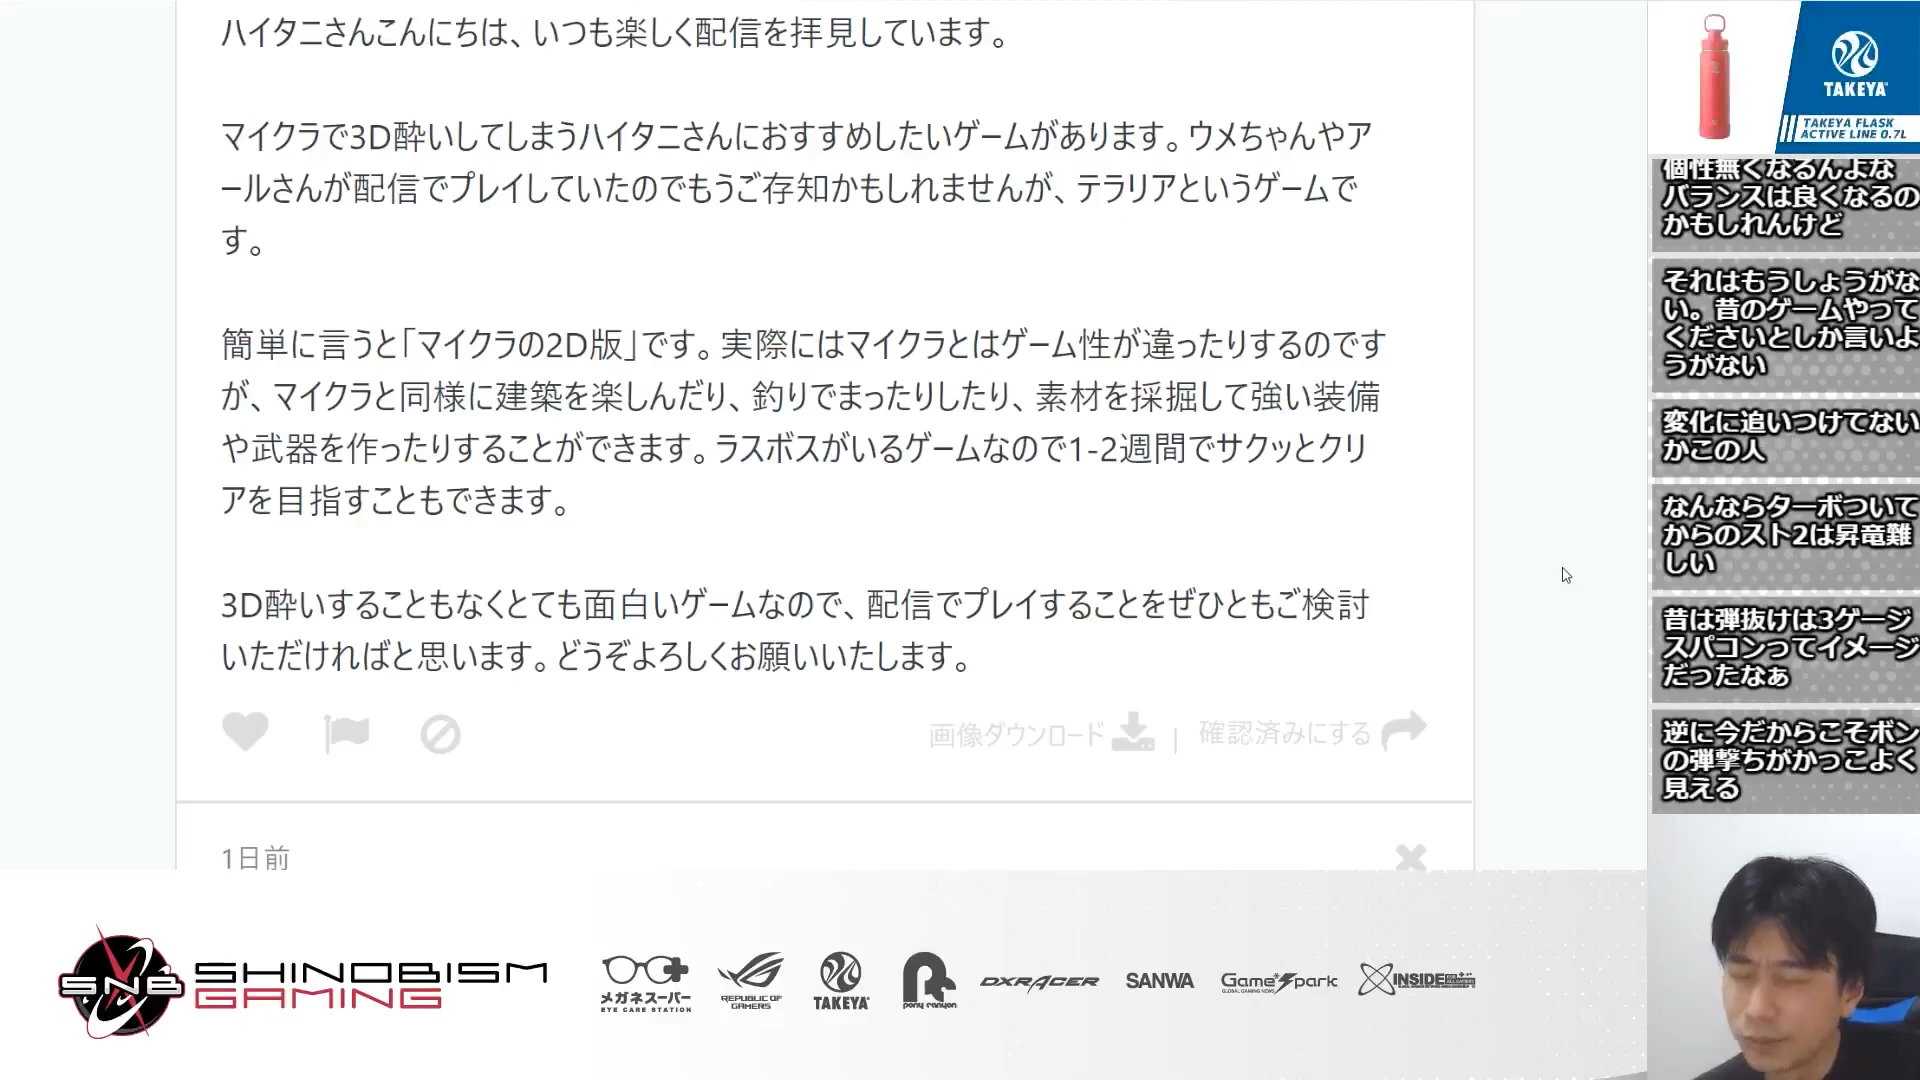 ハイタニさんこんにちは、いつも楽しく配信を拝見しています。
マイクラで3D酔いしてしまうハイタニさんにおすすめしたいゲームがあります。ウメちゃんやア
ールさんが配信でプレイしていたのでもうご存知かもしれませんが、テラリアというゲームで
す。
簡単に言うと「マイクラの2D版」です。実際にはマイクラとはゲーム性が違ったりするのです
が、マイクラと同様に建築を楽しんだり、釣りでまったりしたり、素材を採掘して強い装備
や武器を作ったりすることができます。ラスボスがいるゲームなので1-2週間でサクッとクリ
アを目指すこともできます。
3D酔いすることもなくとても面白いゲームなので、配信でプレイすることをぜひともご検討
いただければと思います。どうぞよろしくお願いいたします。
画像ダウンロード | 確認済みにする
1日前
TAKEYA
TAKEYA FLASK
ACTIVE LINE 0.7L
個性無くなるんよな
バランスは良くなるの
かもしれんけど
それはもうしょうがな
い。昔のゲームやって
くださいとしか言いよ
うがない
変化に追いつけてない
かこの人
なんならターボついて
からのスト2は昇竜難
しい
昔は弾抜けは3ゲージ
スパコンってイメージ
だったなぁ
逆に今だからこそボン
の弾撃ちがかっこよく
見える
SNB SHINOBISM
GAMING
メガネスーパー
EYE CARE STATION
REPUBLIC OF
GAMERS
TAKEYA
pony canyon
DXRACER
SANWA
Game*Spark
GLOBAL GAMING NEWS
INSIDE